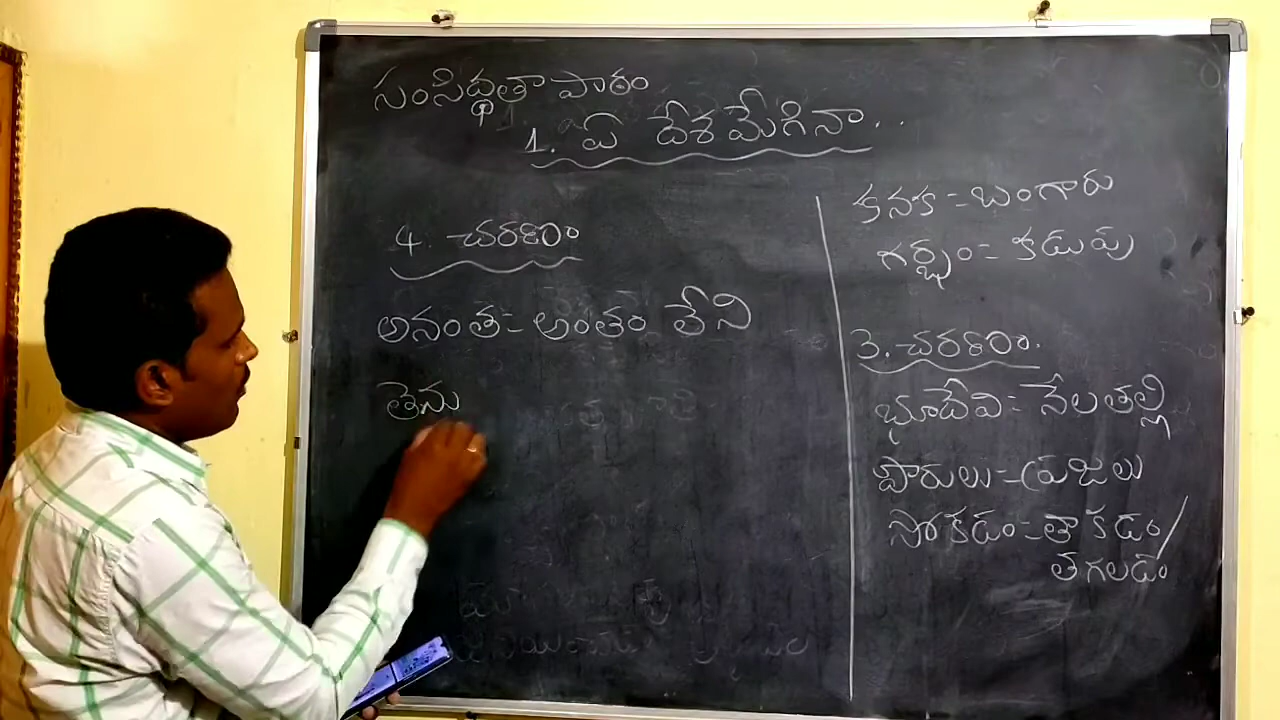 సంసిద్ధతా పాఠం
1. ఏ దేశమేగినా..
4. చరణం
అనంత = అంతం లేని
తెను
కనక = బంగారు
గర్భం = కడుపు
3. చరణం.
భూదేవి = నేలతల్లి
పౌరులు = ప్రజలు
సోకడం = తాకడం/
తగలడం